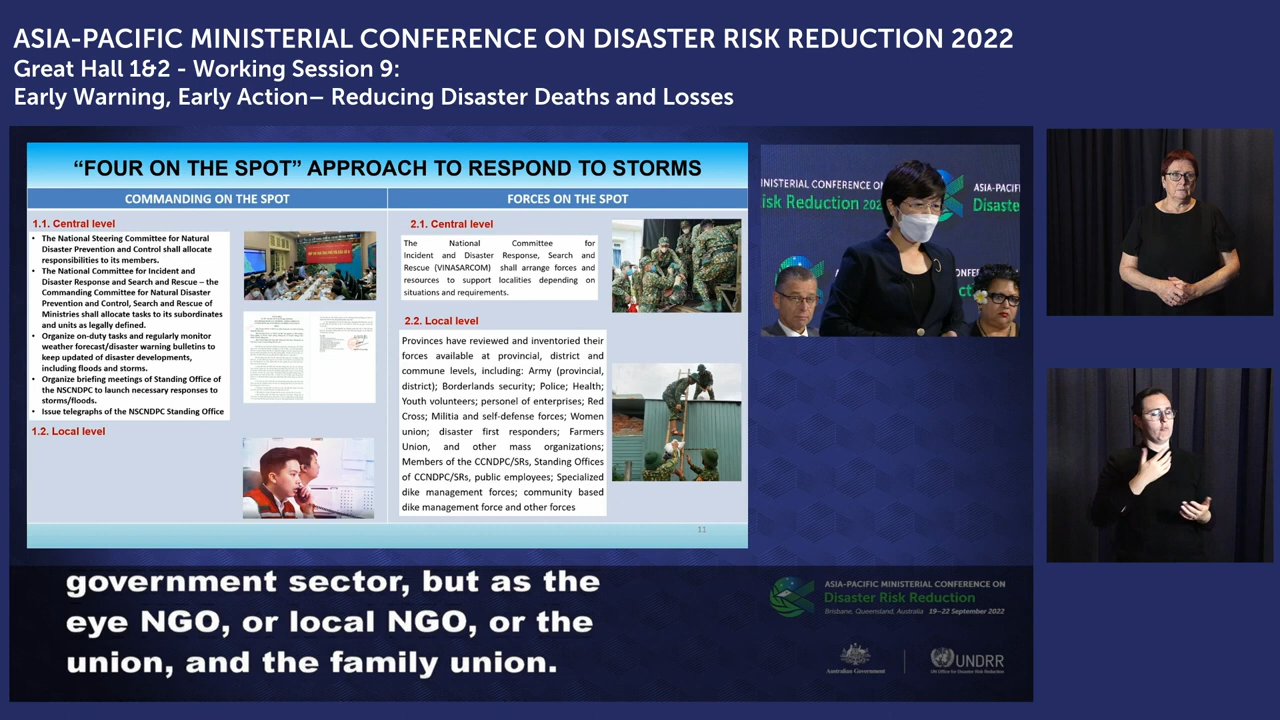 ASIA-PACIFIC MINISTERIAL CONFERENCE ON DISASTER RISK REDUCTION 2022
Great Hall 1&2 - Working Session 9:
Early Warning, Early Action– Reducing Disaster Deaths and Losses
“FOUR ON THE SPOT” APPROACH TO RESPOND TO STORMS
COMMANDING ON THE SPOT
1.1. Central level
• The National Steering Committee for Natural
Disaster Prevention and Control shall allocate
responsibilities to its members.
• The National Committee for Incident and
Disaster Response and Search and Rescue – the
Commanding Committee for Natural Disaster
Prevention and Control, Search and Rescue of
Ministries shall allocate tasks to its subordinates
and units as legally defined.
• Organize on-duty tasks and regularly monitor
weather forecast/disaster warning bulletins to
keep updated of disaster developments,
including floods and storms.
• Organize briefing meetings of Standing Office of
the NSCNDPC to launch necessary responses to
storms/floods.
• Issue telegraphs of the NSCNDPC Standing Office
1.2. Local level
FORCES ON THE SPOT
2.1. Central level
The National Committee for
Incident and Disaster Response, Search and
Rescue (VINASARCOM) shall arrange forces and
resources to support localities depending on
situations and requirements.
2.2. Local level
Provinces have reviewed and inventoried their
forces available at provincial, district and
commune levels, including: Army (provincial,
district); Borderlands security; Police; Health;
Youth volunteers; personel of enterprises; Red
Cross; Militia and self-defense forces; Women
union; disaster first responders; Farmers
Union, and other mass organizations;
Members of the CCNDPC/SRs, Standing Offices
of CCNDPC/SRs, public employees; Specialized
dike management forces; community based
dike management force and other forces
11
INISTERIAL CONFERENCE ON
isk Reduction 202
ASIA-PACIFI
Disaste
government sector, but as the
eye NGO, or local NGO, or the
union, and the family union.
ASIA-PACIFIC MINISTERIAL CONFERENCE ON
Disaster Risk Reduction
Brisbane, Queensland, Australia 19–22 September 2022
Australian Government
UNDRR
UN Office for Disaster Risk Reduction